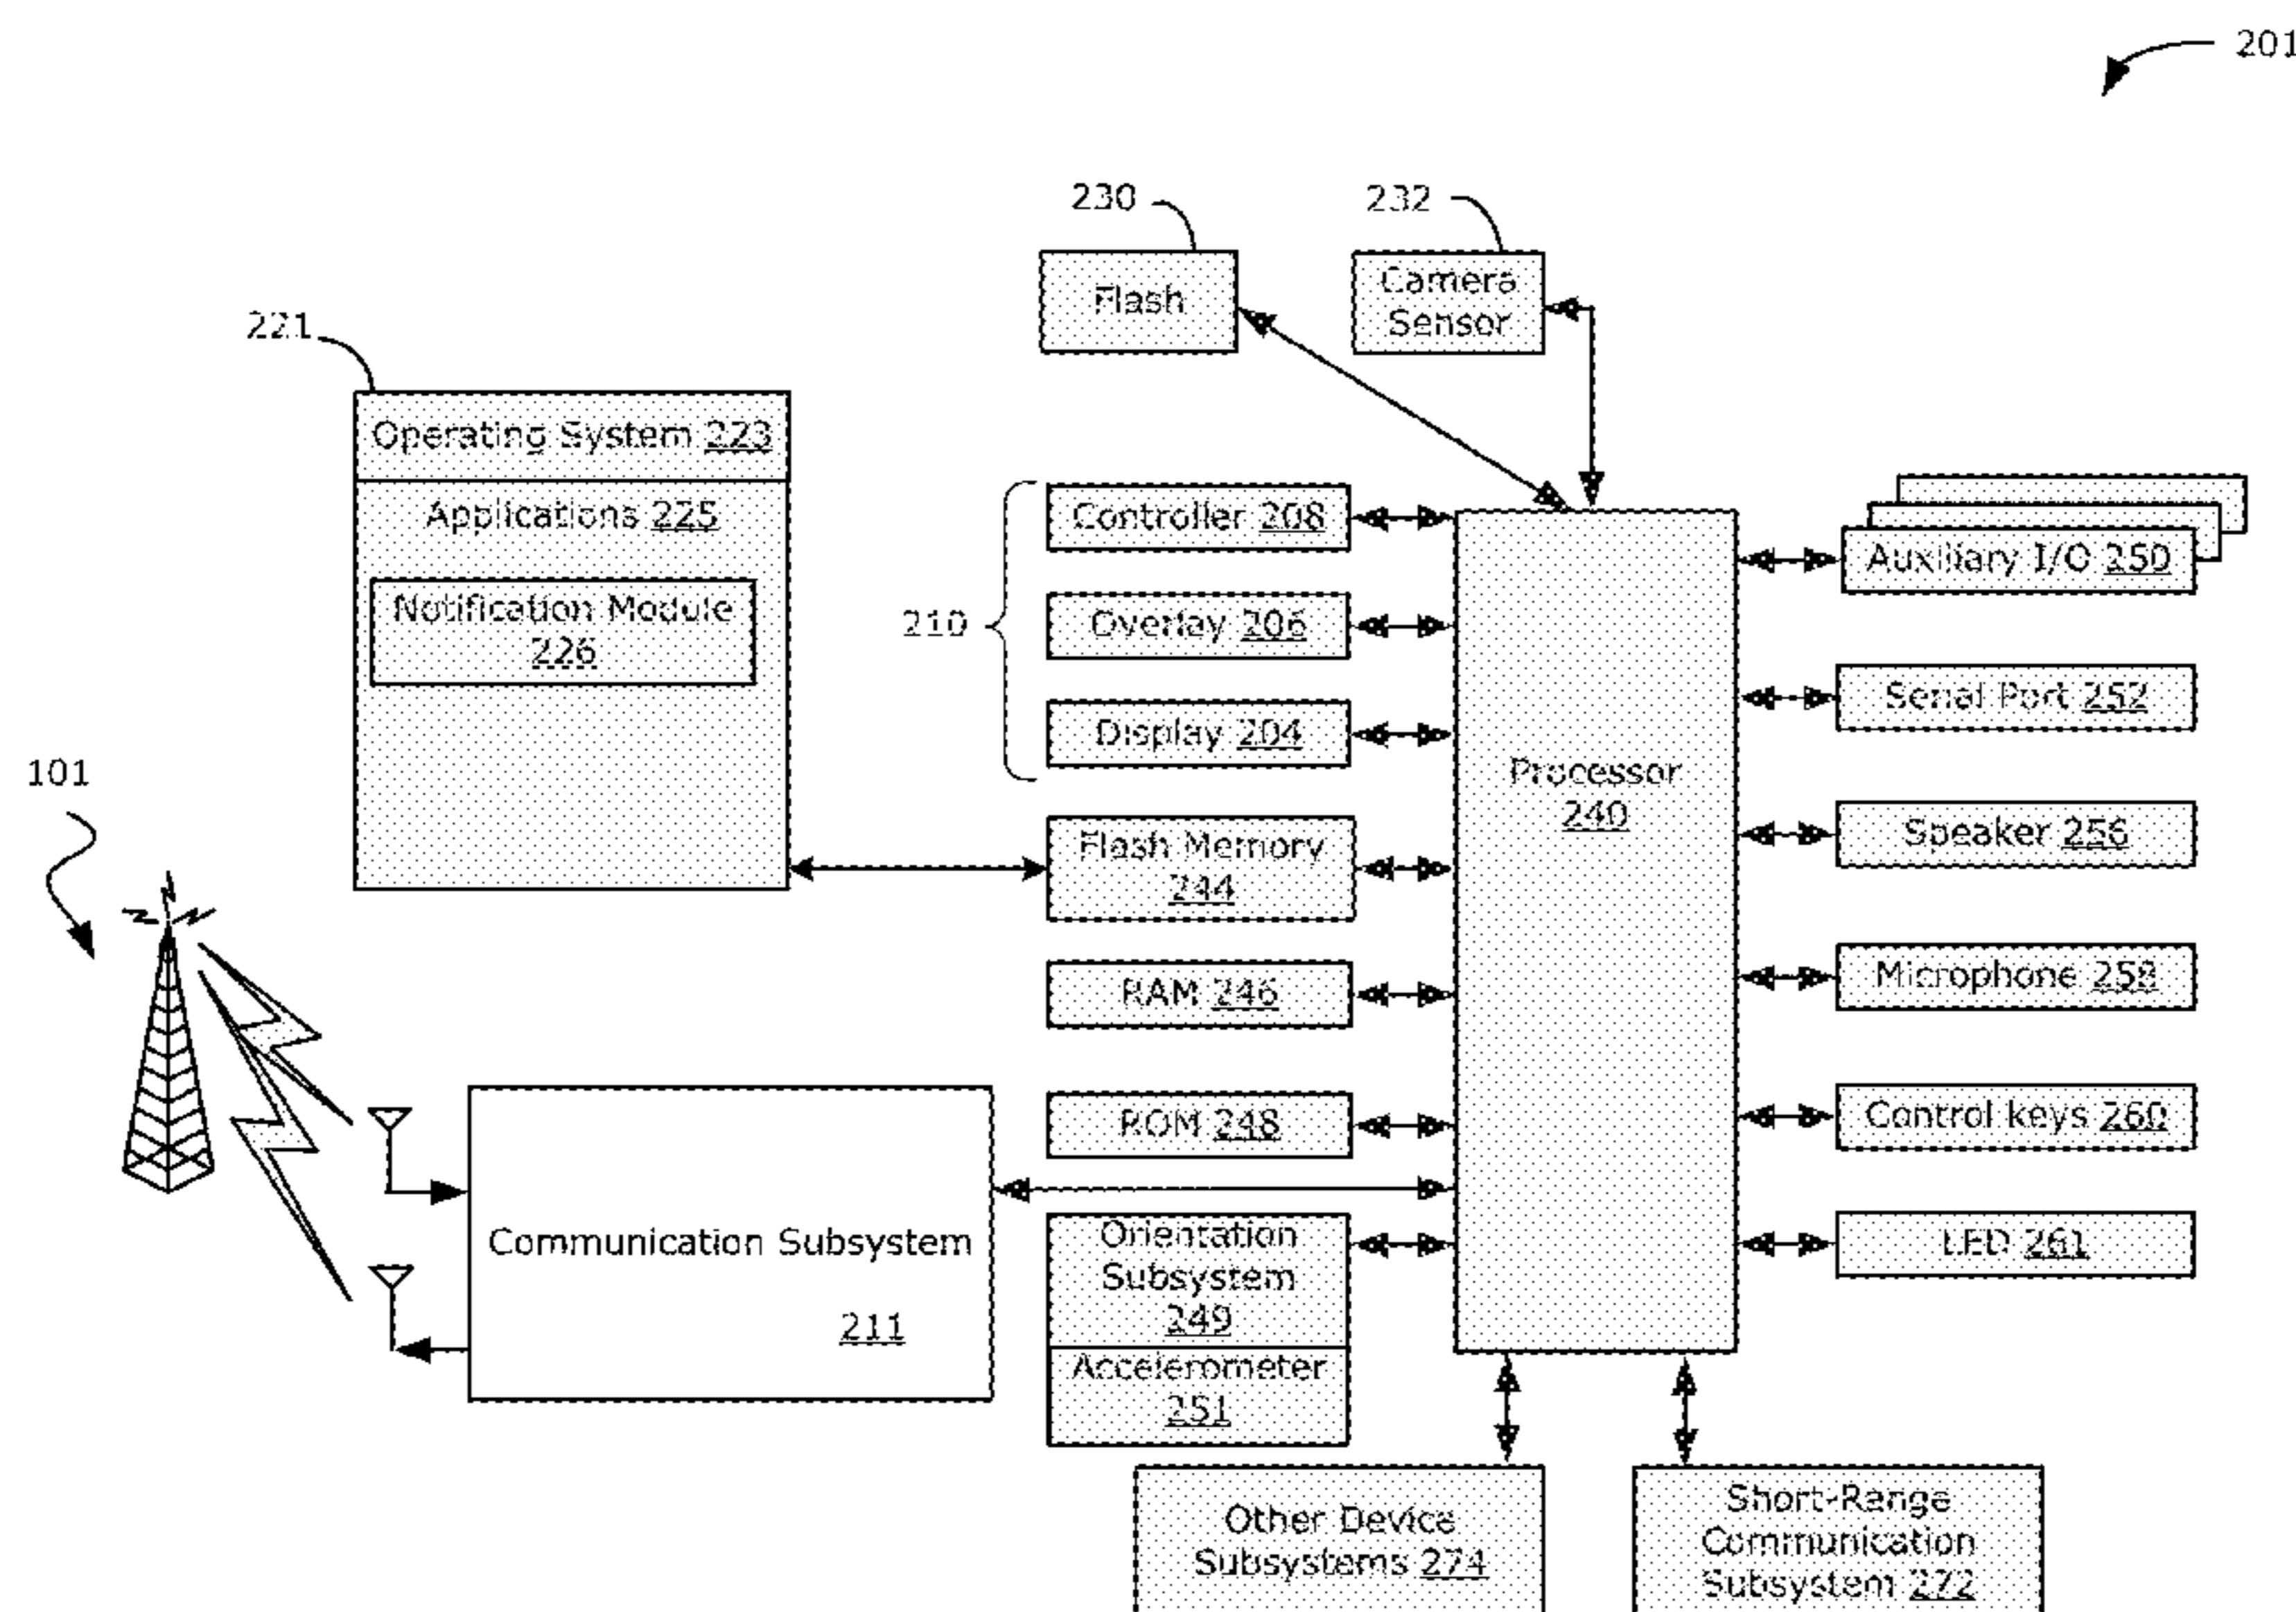 201
230
232
Flash
Camera
Sensor
221
Operating System 223
Applications 225
Notification Module
226
210
Controller 208
Overlay 206
Display 204
Flash Memory
244
RAM 246
ROM 248
Orientation
Subsystem
249
Accelerometer
251
Processor
240
Auxiliary I/O 250
Serial Port 252
Speaker 256
Microphone 258
Control keys 260
LED 261
101
Communication Subsystem
211
Other Device
Subsystems 274
Short-Range
Communication
Subsystem 272